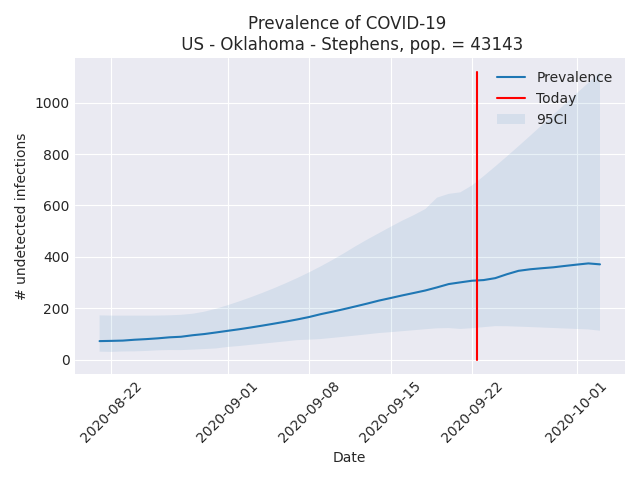 Prevalence of COVID-19
US - Oklahoma - Stephens, pop. = 43143
Prevalence
Today
95CI
# undetected infections
1000
800
600
400
200
0
2020-08-22
2020-09-01
2020-09-08
2020-09-15
2020-09-22
2020-10-01
Date